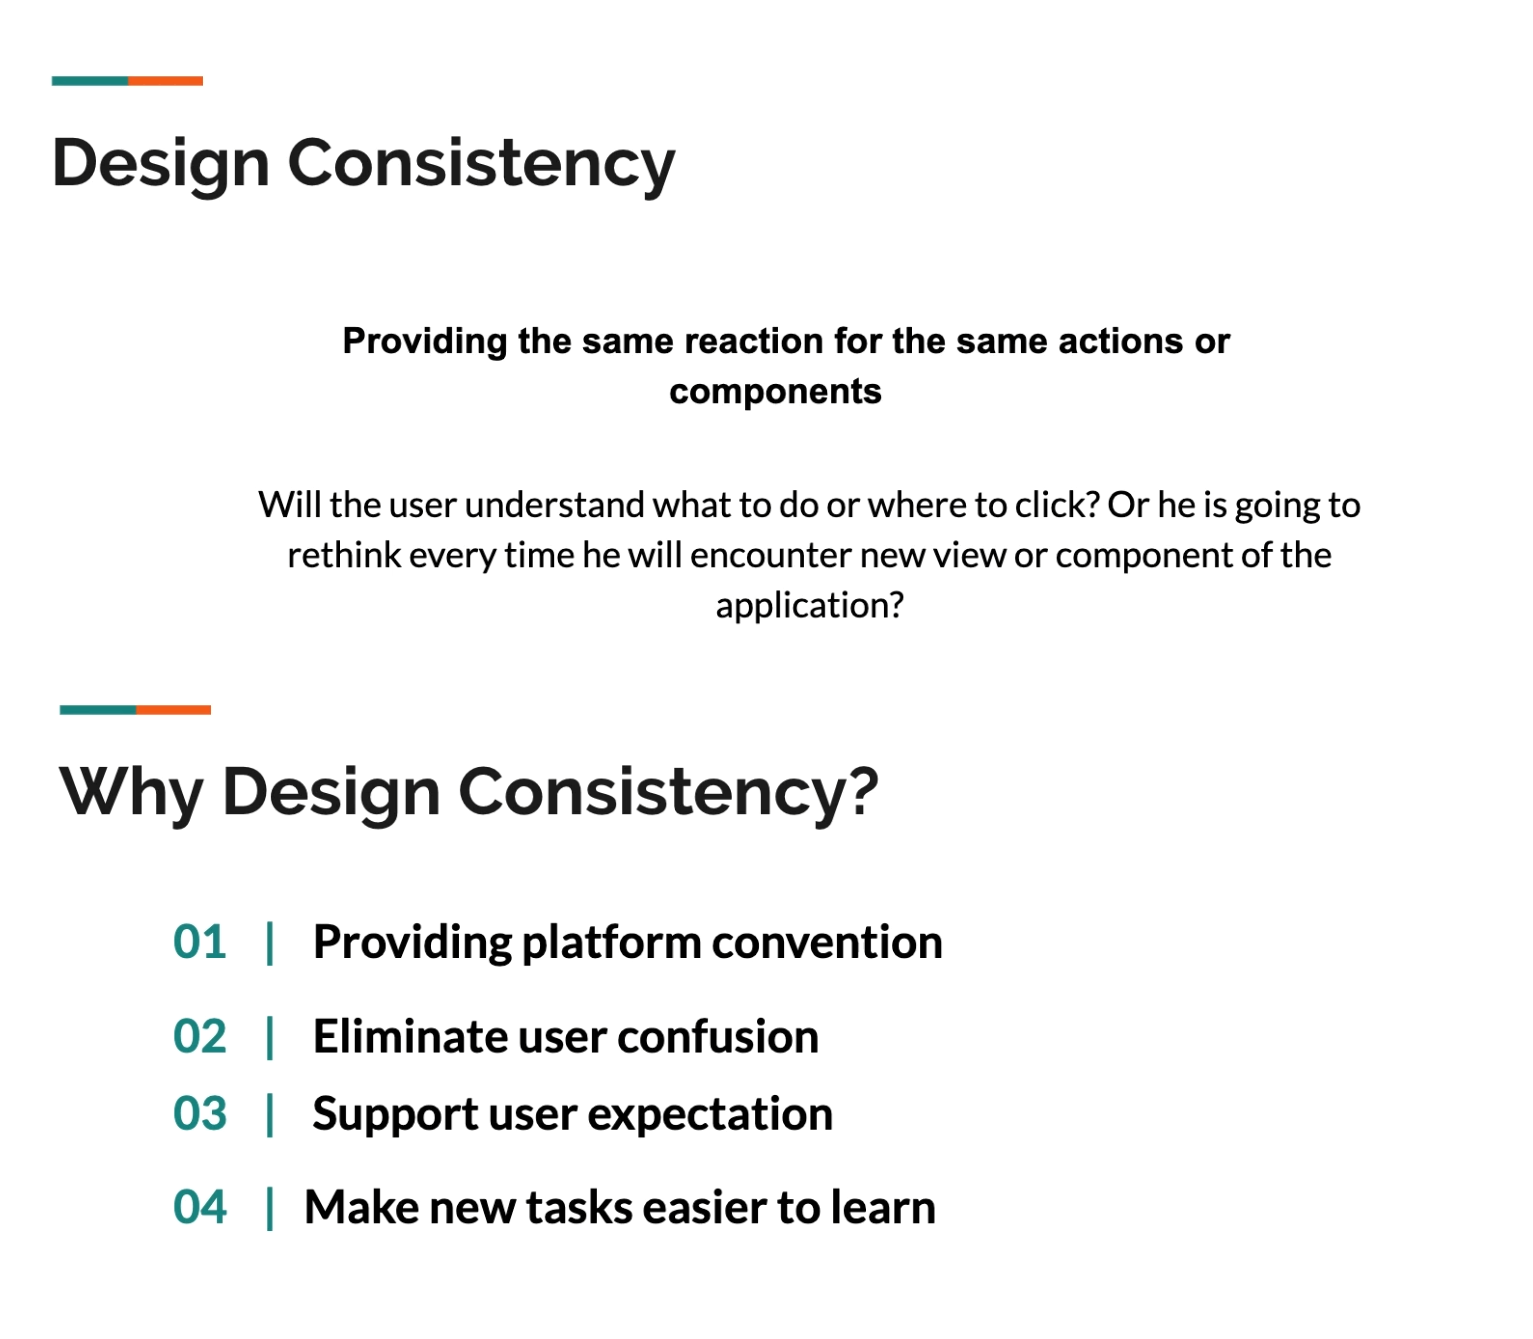 Design Consistency
Providing the same reaction for the same actions or
components
Will the user understand what to do or where to click? Or he is going to
rethink every time he will encounter new view or component of the
application?
Why Design Consistency?
01 | Providing platform convention
02 | Eliminate user confusion
03 | Support user expectation
04 | Make new tasks easier to learn